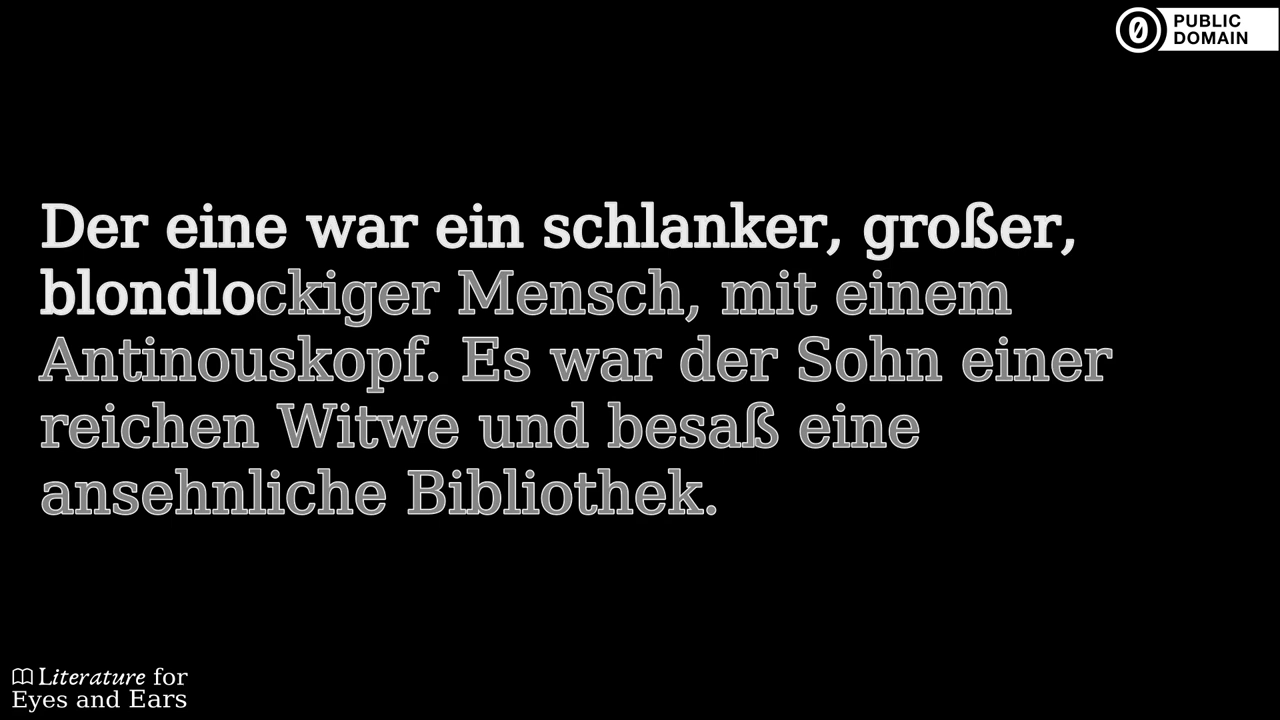 PUBLIC
DOMAIN
Der eine war ein schlanker, großer,
blondlockiger Mensch, mit einem
Antinouskopf. Es war der Sohn einer
reichen Witwe und besaß eine
ansehnliche Bibliothek.
Literature for
Eyes and Ears